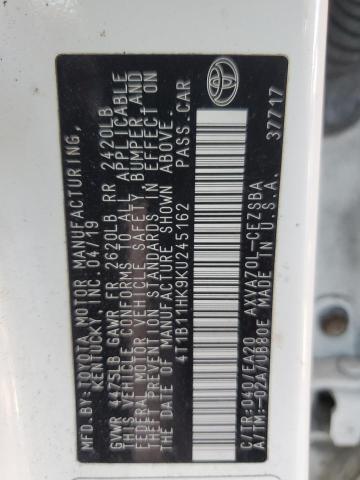 MFD.BY:TOYOTA MOTOR MANUFACTURING,
KENTUCKY, INC. 04/19
GVWR 4475LB GAWR FR 2620LB RR 2420LB
THIS VEHICLE CONFORMS TO ALL APPLICABLE
FEDERAL MOTOR VEHICLE SAFETY, BUMPER AND
THEFT PREVENTION STANDARDS IN EFFECT ON
THE DATE OF MANUFACTURE SHOWN ABOVE.
4T1B11HK9KU245162 PASS.CAR
C/TR:040/EA20 AXVA70L-CEZSBA
A/TM:-02A/UB80E MADE IN U.S.A. 37717